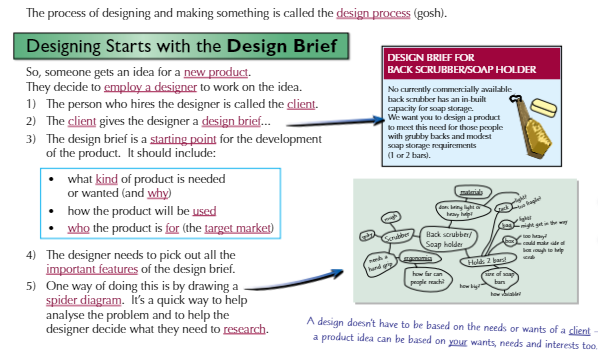 The process of designing and making something is called the design process (gosh).
Designing Starts with the Design Brief
So, someone gets an idea for a new product.
They decide to employ a designer to work on the idea.
1) The person who hires the designer is called the client.
2) The client gives the designer a design brief...
3) The design brief is a starting point for the development
of the product. It should include:
• what kind of product is needed
or wanted (and why)
• how the product will be used
• who the product is for (the target market)
4) The designer needs to pick out all the
important features of the design brief.
5) One way of doing this is by drawing a
spider diagram. It's a quick way to help
analyse the problem and to help the
designer decide what they need to research.
DESIGN BRIEF FOR
BACK SCRUBBER/SOAP HOLDER
No currently commercially available
back scrubber has an in built
capacity for soap storage.
We want you to design a product
to meet this need for those people
with grubby backs and modest
soap storage requirements
(1 or 2 bars).
materials
does being light or
heavy help?
rack
light?
too fragile?
bag
light?
might get in the way
box
too heavy?
could make side of
box rough to help
scrub
rough
Scrubber
Back scrubber/
Soap holder
needs a
hand grip
ergonomics
how far can
people reach?
Holds 2 bars!
size of soap
bars
how big?
how variable?
A design doesn't have to be based on the needs or wants of a client -
a product idea can be based on your wants, needs and interests too.